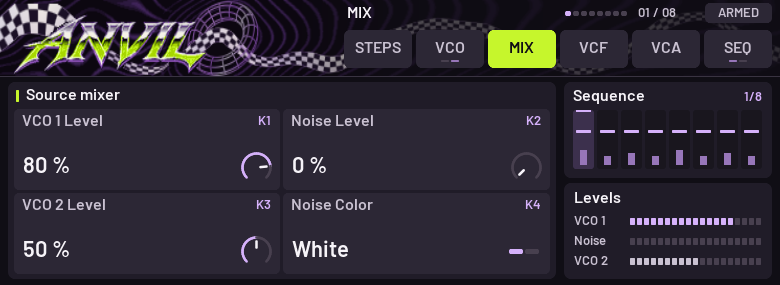 ANVIL
MIX
01 / 08
ARMED
STEPS VCO MIX VCF VCA SEQ
Source mixer
VCO 1 Level K1
80 %
Noise Level K2
0 %
VCO 2 Level K3
50 %
Noise Color K4
White
Sequence 1/8
Levels
VCO 1
Noise
VCO 2